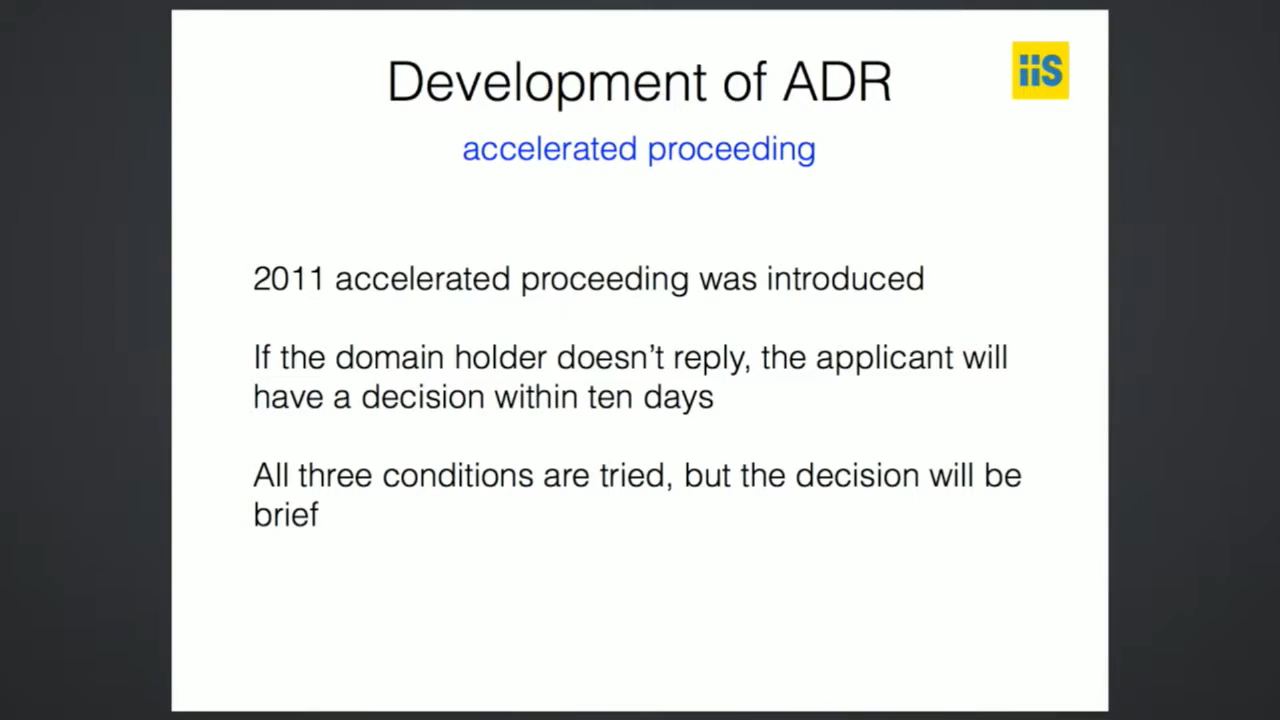 Development of ADR
iis
accelerated proceeding
2011 accelerated proceeding was introduced
If the domain holder doesn't reply, the applicant will
have a decision within ten days
All three conditions are tried, but the decision will be
brief